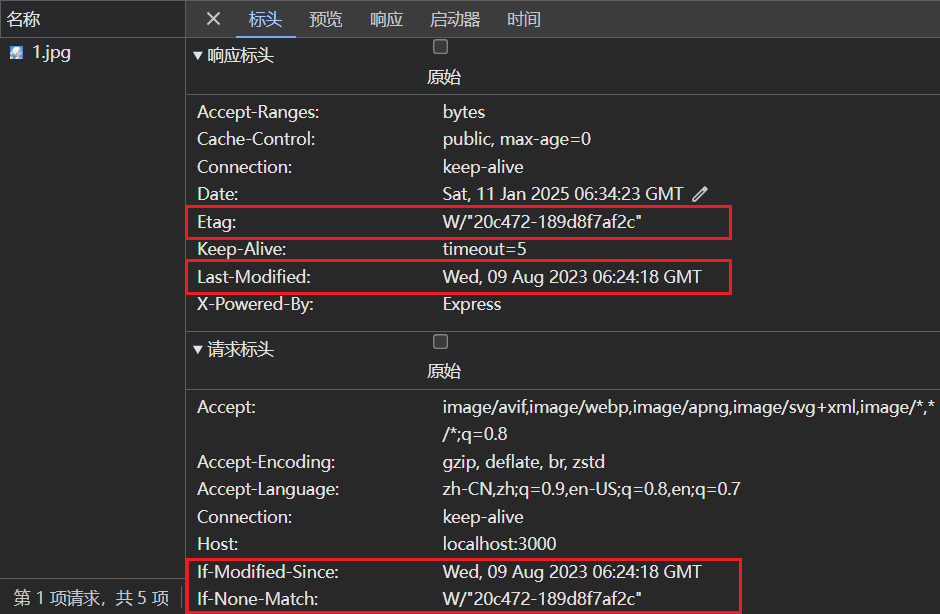 名称
1.jpg
标头 预览 响应 启动器 时间
响应标头
原始
Accept-Ranges: bytes
Cache-Control: public, max-age=0
Connection: keep-alive
Date: Sat, 11 Jan 2025 06:34:23 GMT
Etag: W/"20c472-189d8f7af2c"
Keep-Alive: timeout=5
Last-Modified: Wed, 09 Aug 2023 06:24:18 GMT
X-Powered-By: Express
请求标头
原始
Accept: image/avif,image/webp,image/apng,image/svg+xml,image/*,*
/*;q=0.8
Accept-Encoding: gzip, deflate, br, zstd
Accept-Language: zh-CN,zh;q=0.9,en-US;q=0.8,en;q=0.7
Connection: keep-alive
Host: localhost:3000
If-Modified-Since: Wed, 09 Aug 2023 06:24:18 GMT
If-None-Match: W/"20c472-189d8f7af2c"
第 1 项请求，共 5 项